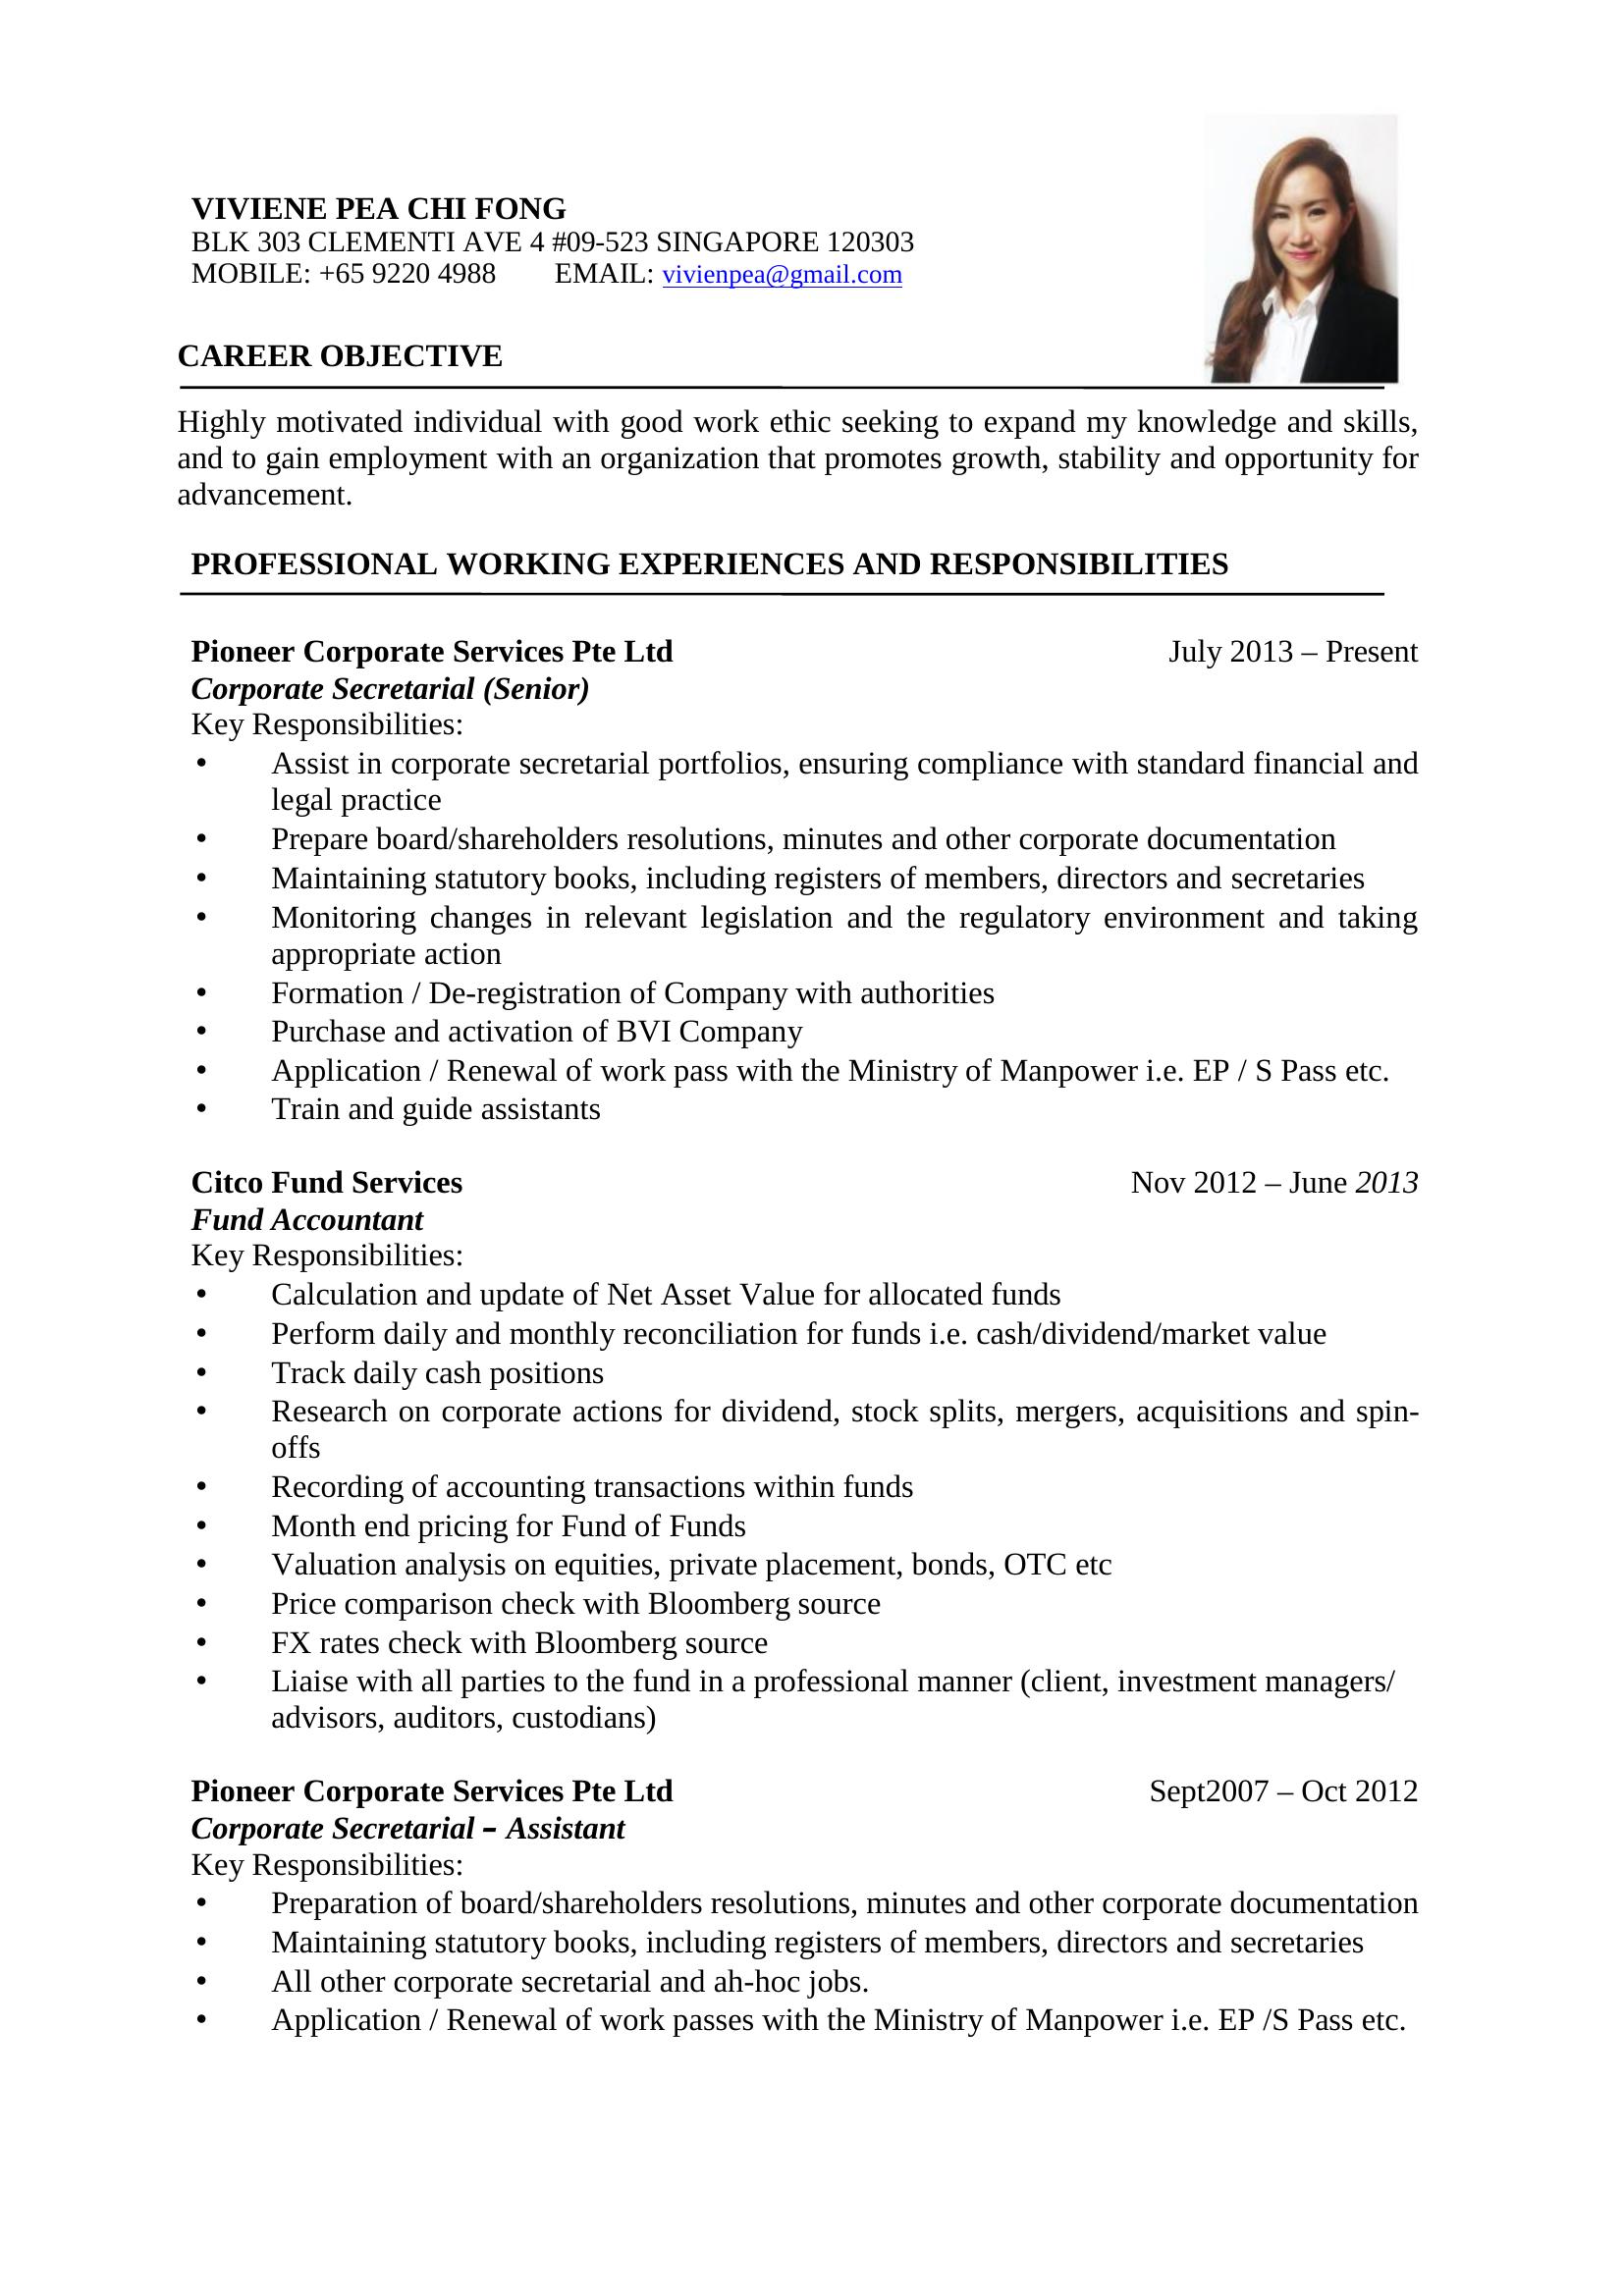 VIVIENE PEA CHI FONG
BLK 303 CLEMENTI AVE 4 #09-523 SINGAPORE 120303
MOBILE: +65 9220 4988 EMAIL: vivienpea@gmail.com
CAREER OBJECTIVE
Highly motivated individual with good work ethic seeking to expand my knowledge and skills,
and to gain employment with an organization that promotes growth, stability and opportunity for
advancement.
PROFESSIONAL WORKING EXPERIENCES AND RESPONSIBILITIES
Pioneer Corporate Services Pte Ltd July 2013 – Present
Corporate Secretarial (Senior)
Key Responsibilities:
• Assist in corporate secretarial portfolios, ensuring compliance with standard financial and
legal practice
• Prepare board/shareholders resolutions, minutes and other corporate documentation
• Maintaining statutory books, including registers of members, directors and secretaries
• Monitoring changes in relevant legislation and the regulatory environment and taking
appropriate action
• Formation / De-registration of Company with authorities
• Purchase and activation of BVI Company
• Application / Renewal of work pass with the Ministry of Manpower i.e. EP / S Pass etc.
• Train and guide assistants
Citco Fund Services Nov 2012 – June 2013
Fund Accountant
Key Responsibilities:
• Calculation and update of Net Asset Value for allocated funds
• Perform daily and monthly reconciliation for funds i.e. cash/dividend/market value
• Track daily cash positions
• Research on corporate actions for dividend, stock splits, mergers, acquisitions and spin-
offs
• Recording of accounting transactions within funds
• Month end pricing for Fund of Funds
• Valuation analysis on equities, private placement, bonds, OTC etc
• Price comparison check with Bloomberg source
• FX rates check with Bloomberg source
• Liaise with all parties to the fund in a professional manner (client, investment managers/
advisors, auditors, custodians)
Pioneer Corporate Services Pte Ltd Sept2007 – Oct 2012
Corporate Secretarial – Assistant
Key Responsibilities:
• Preparation of board/shareholders resolutions, minutes and other corporate documentation
• Maintaining statutory books, including registers of members, directors and secretaries
• All other corporate secretarial and ah-hoc jobs.
• Application / Renewal of work passes with the Ministry of Manpower i.e. EP /S Pass etc.